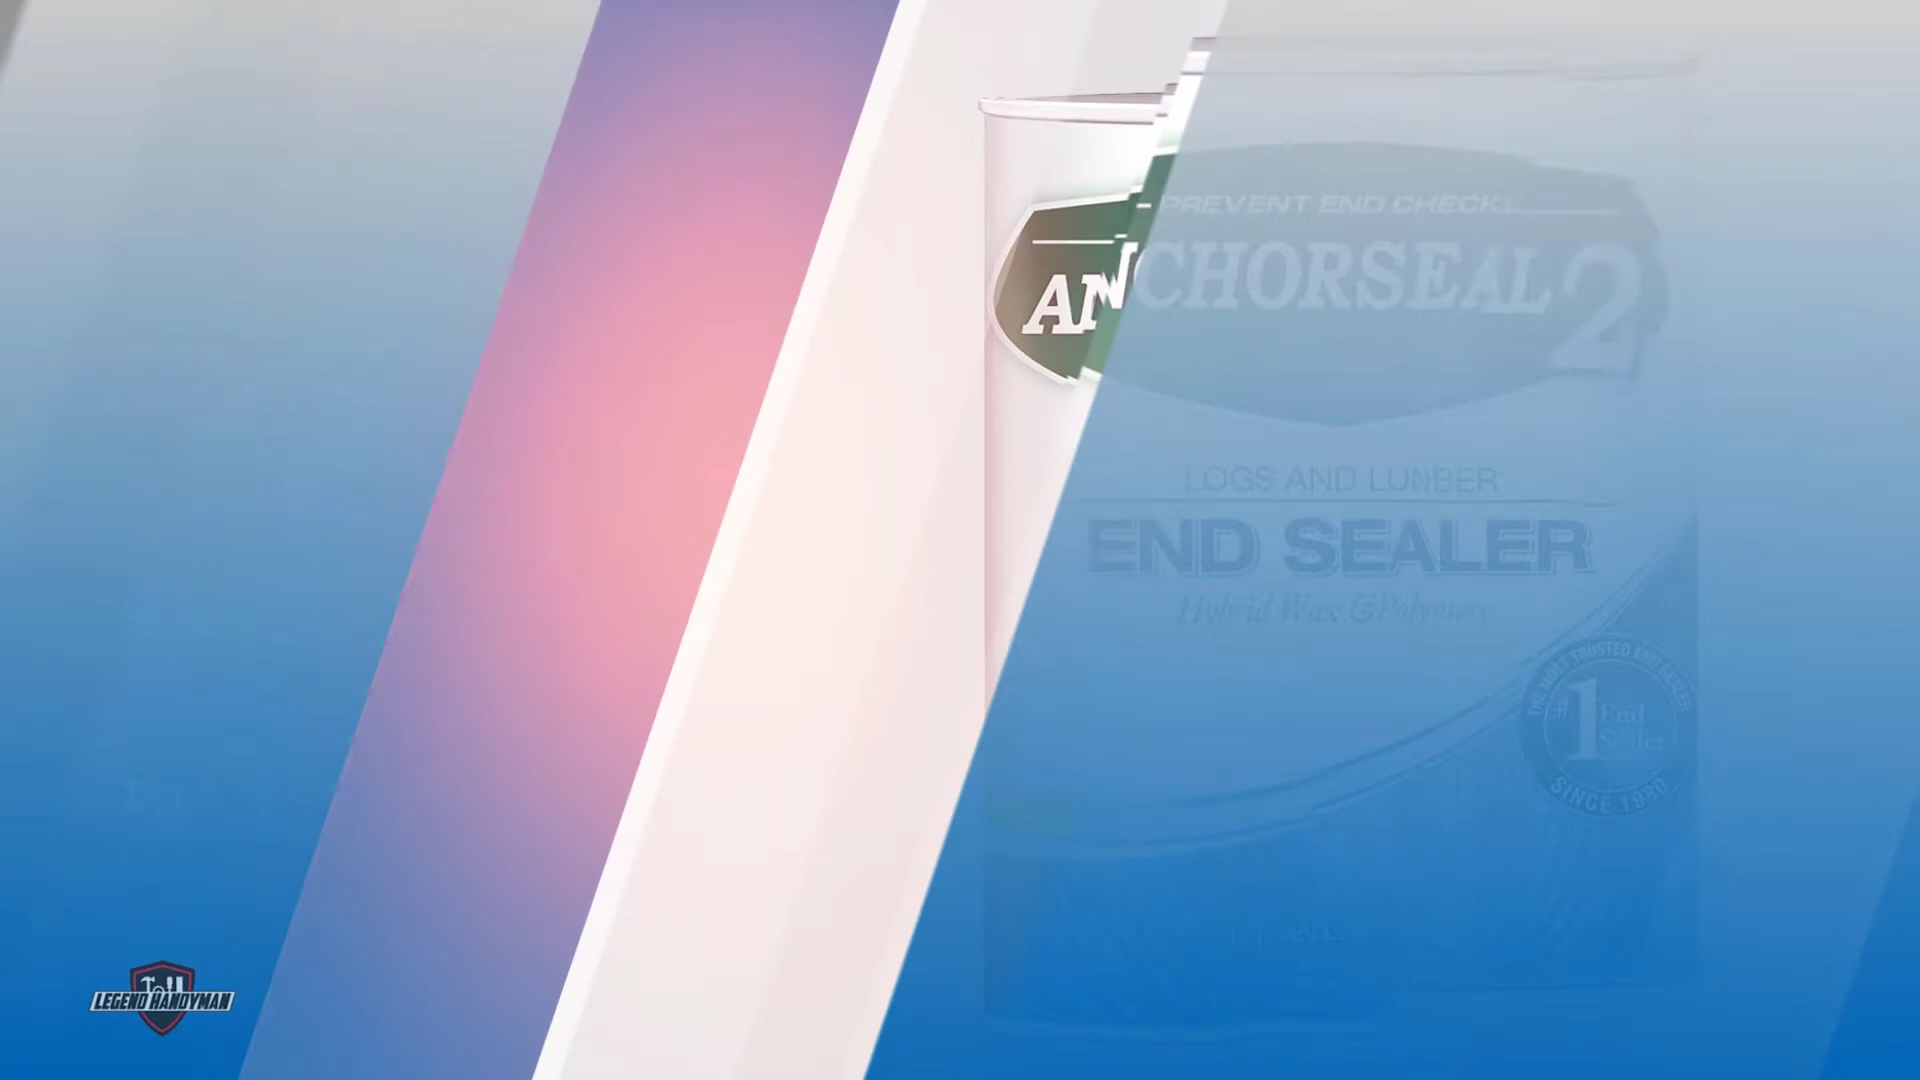 PREVENT END CHECK
ANCHORSEAL 2
LOGS AND LUMBER
END SEALER
Hybrid Wax & Polymer
THE MOST TRUSTED END SEALER
#1 End Sealer
SINCE 1980
LEGEND HANDYMAN